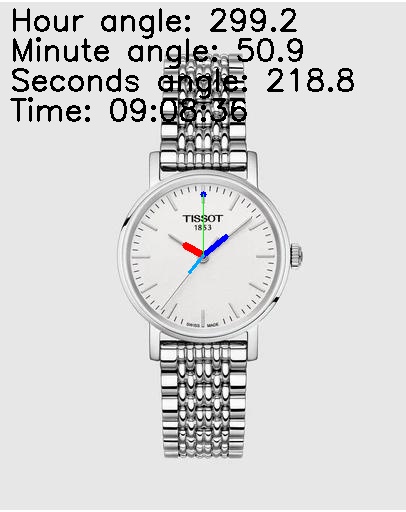 Hour angle: 299.2
Minute angle: 50.9
Seconds angle: 218.8
Time: 09:08:36
TISSOT
1853
SWISS MADE